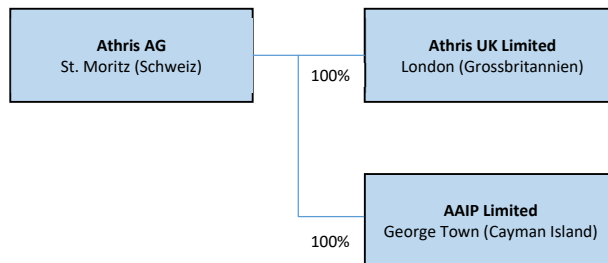 Athris AG
St. Moritz (Schweiz)
Athris UK Limited
London (Grossbritannien)
100%
AAIP Limited
George Town (Cayman Island)
100%